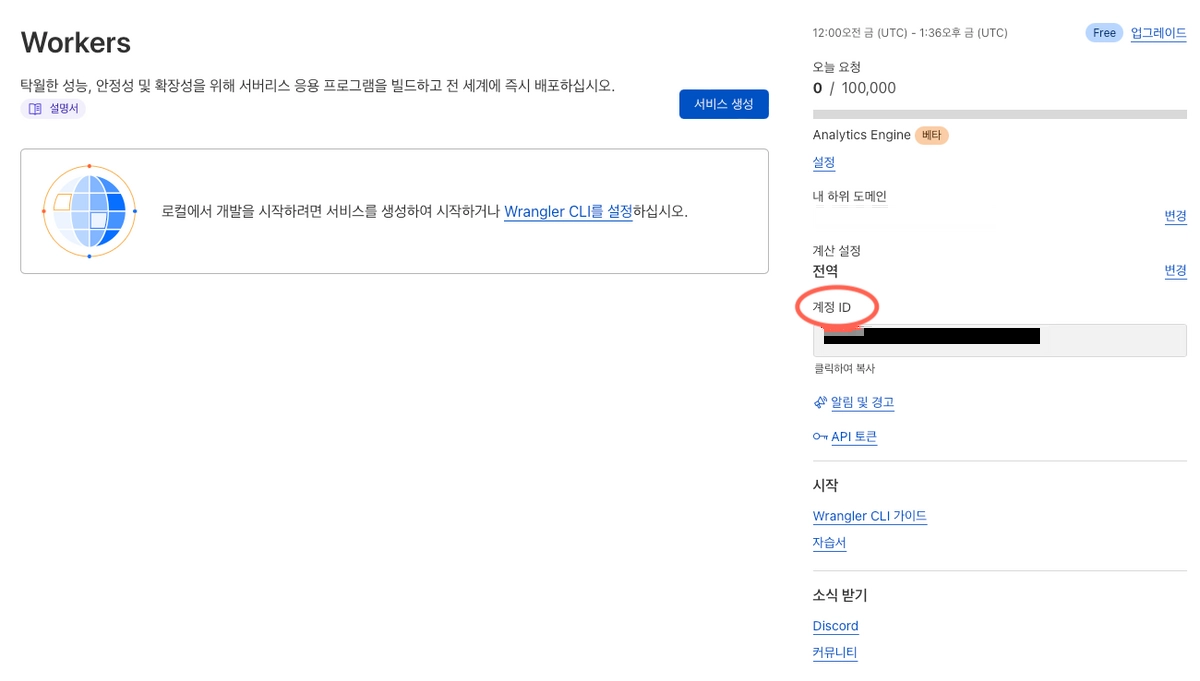 Workers
탁월한 성능, 안정성 및 확장성을 위해 서버리스 응용 프로그램을 빌드하고 전 세계에 즉시 배포하십시오.
설명서
서비스 생성
로컬에서 개발을 시작하려면 서비스를 생성하여 시작하거나 Wrangler CLI를 설정하십시오.
12:00오전 금 (UTC) - 1:36오후 금 (UTC)
Free 업그레이드
오늘 요청
0 / 100,000
Analytics Engine 베타
설정
내 하위 도메인
변경
계산 설정
전역
변경
계정 ID
클릭하여 복사
알림 및 경고
API 토큰
시작
Wrangler CLI 가이드
자습서
소식 받기
Discord
커뮤니티